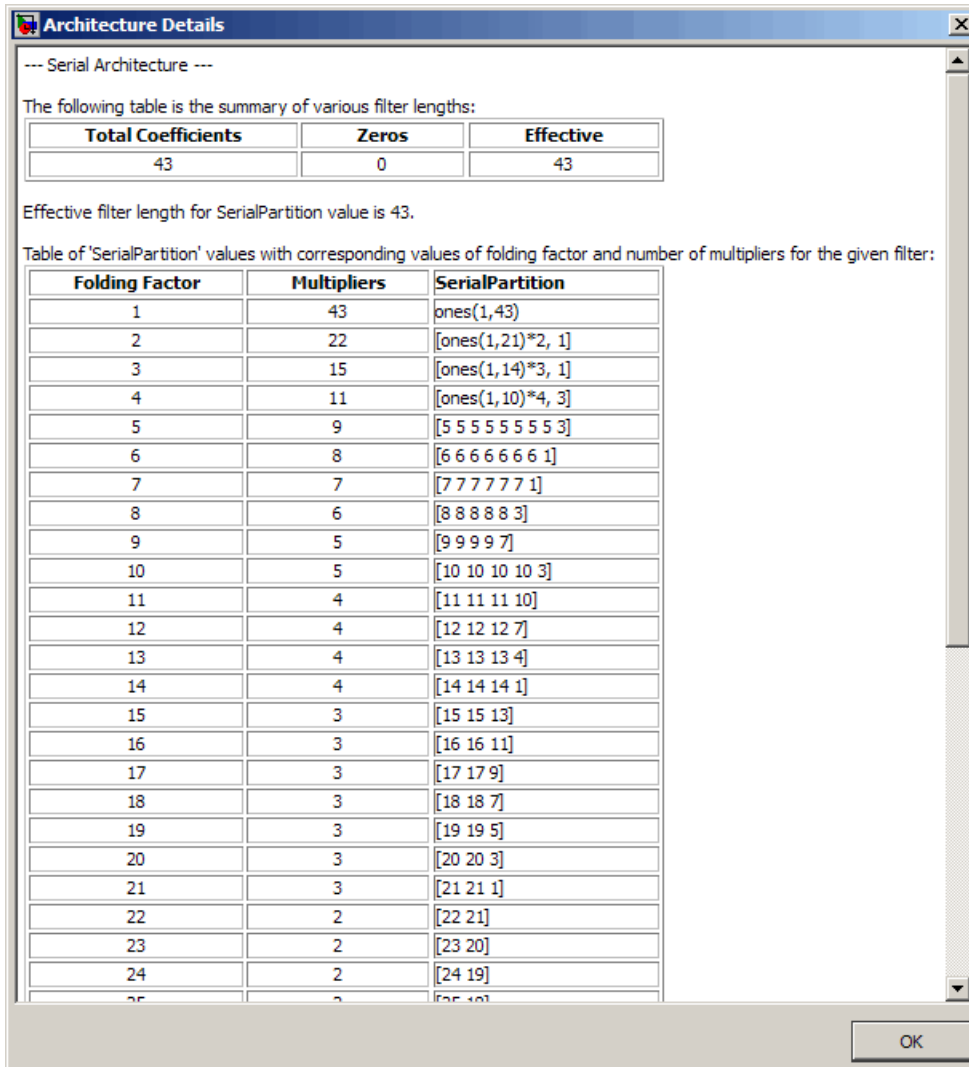 Architecture Details
--- Serial Architecture ---
The following table is the summary of various filter lengths:
Total Coefficients Zeros Effective
43 0 43
Effective filter length for SerialPartition value is 43.
Table of 'SerialPartition' values with corresponding values of folding factor and number of multipliers for the given filter:
Folding Factor Multipliers SerialPartition
1 43 ones(1,43)
2 22 [ones(1,21)*2, 1]
3 15 [ones(1,14)*3, 1]
4 11 [ones(1,10)*4, 3]
5 9 [5 5 5 5 5 5 5 5 3]
6 8 [6 6 6 6 6 6 6 1]
7 7 [7 7 7 7 7 7 1]
8 6 [8 8 8 8 8 3]
9 5 [9 9 9 9 7]
10 5 [10 10 10 10 3]
11 4 [11 11 11 10]
12 4 [12 12 12 7]
13 4 [13 13 13 4]
14 4 [14 14 14 1]
15 3 [15 15 13]
16 3 [16 16 11]
17 3 [17 17 9]
18 3 [18 18 7]
19 3 [19 19 5]
20 3 [20 20 3]
21 3 [21 21 1]
22 2 [22 21]
23 2 [23 20]
24 2 [24 19]
OK